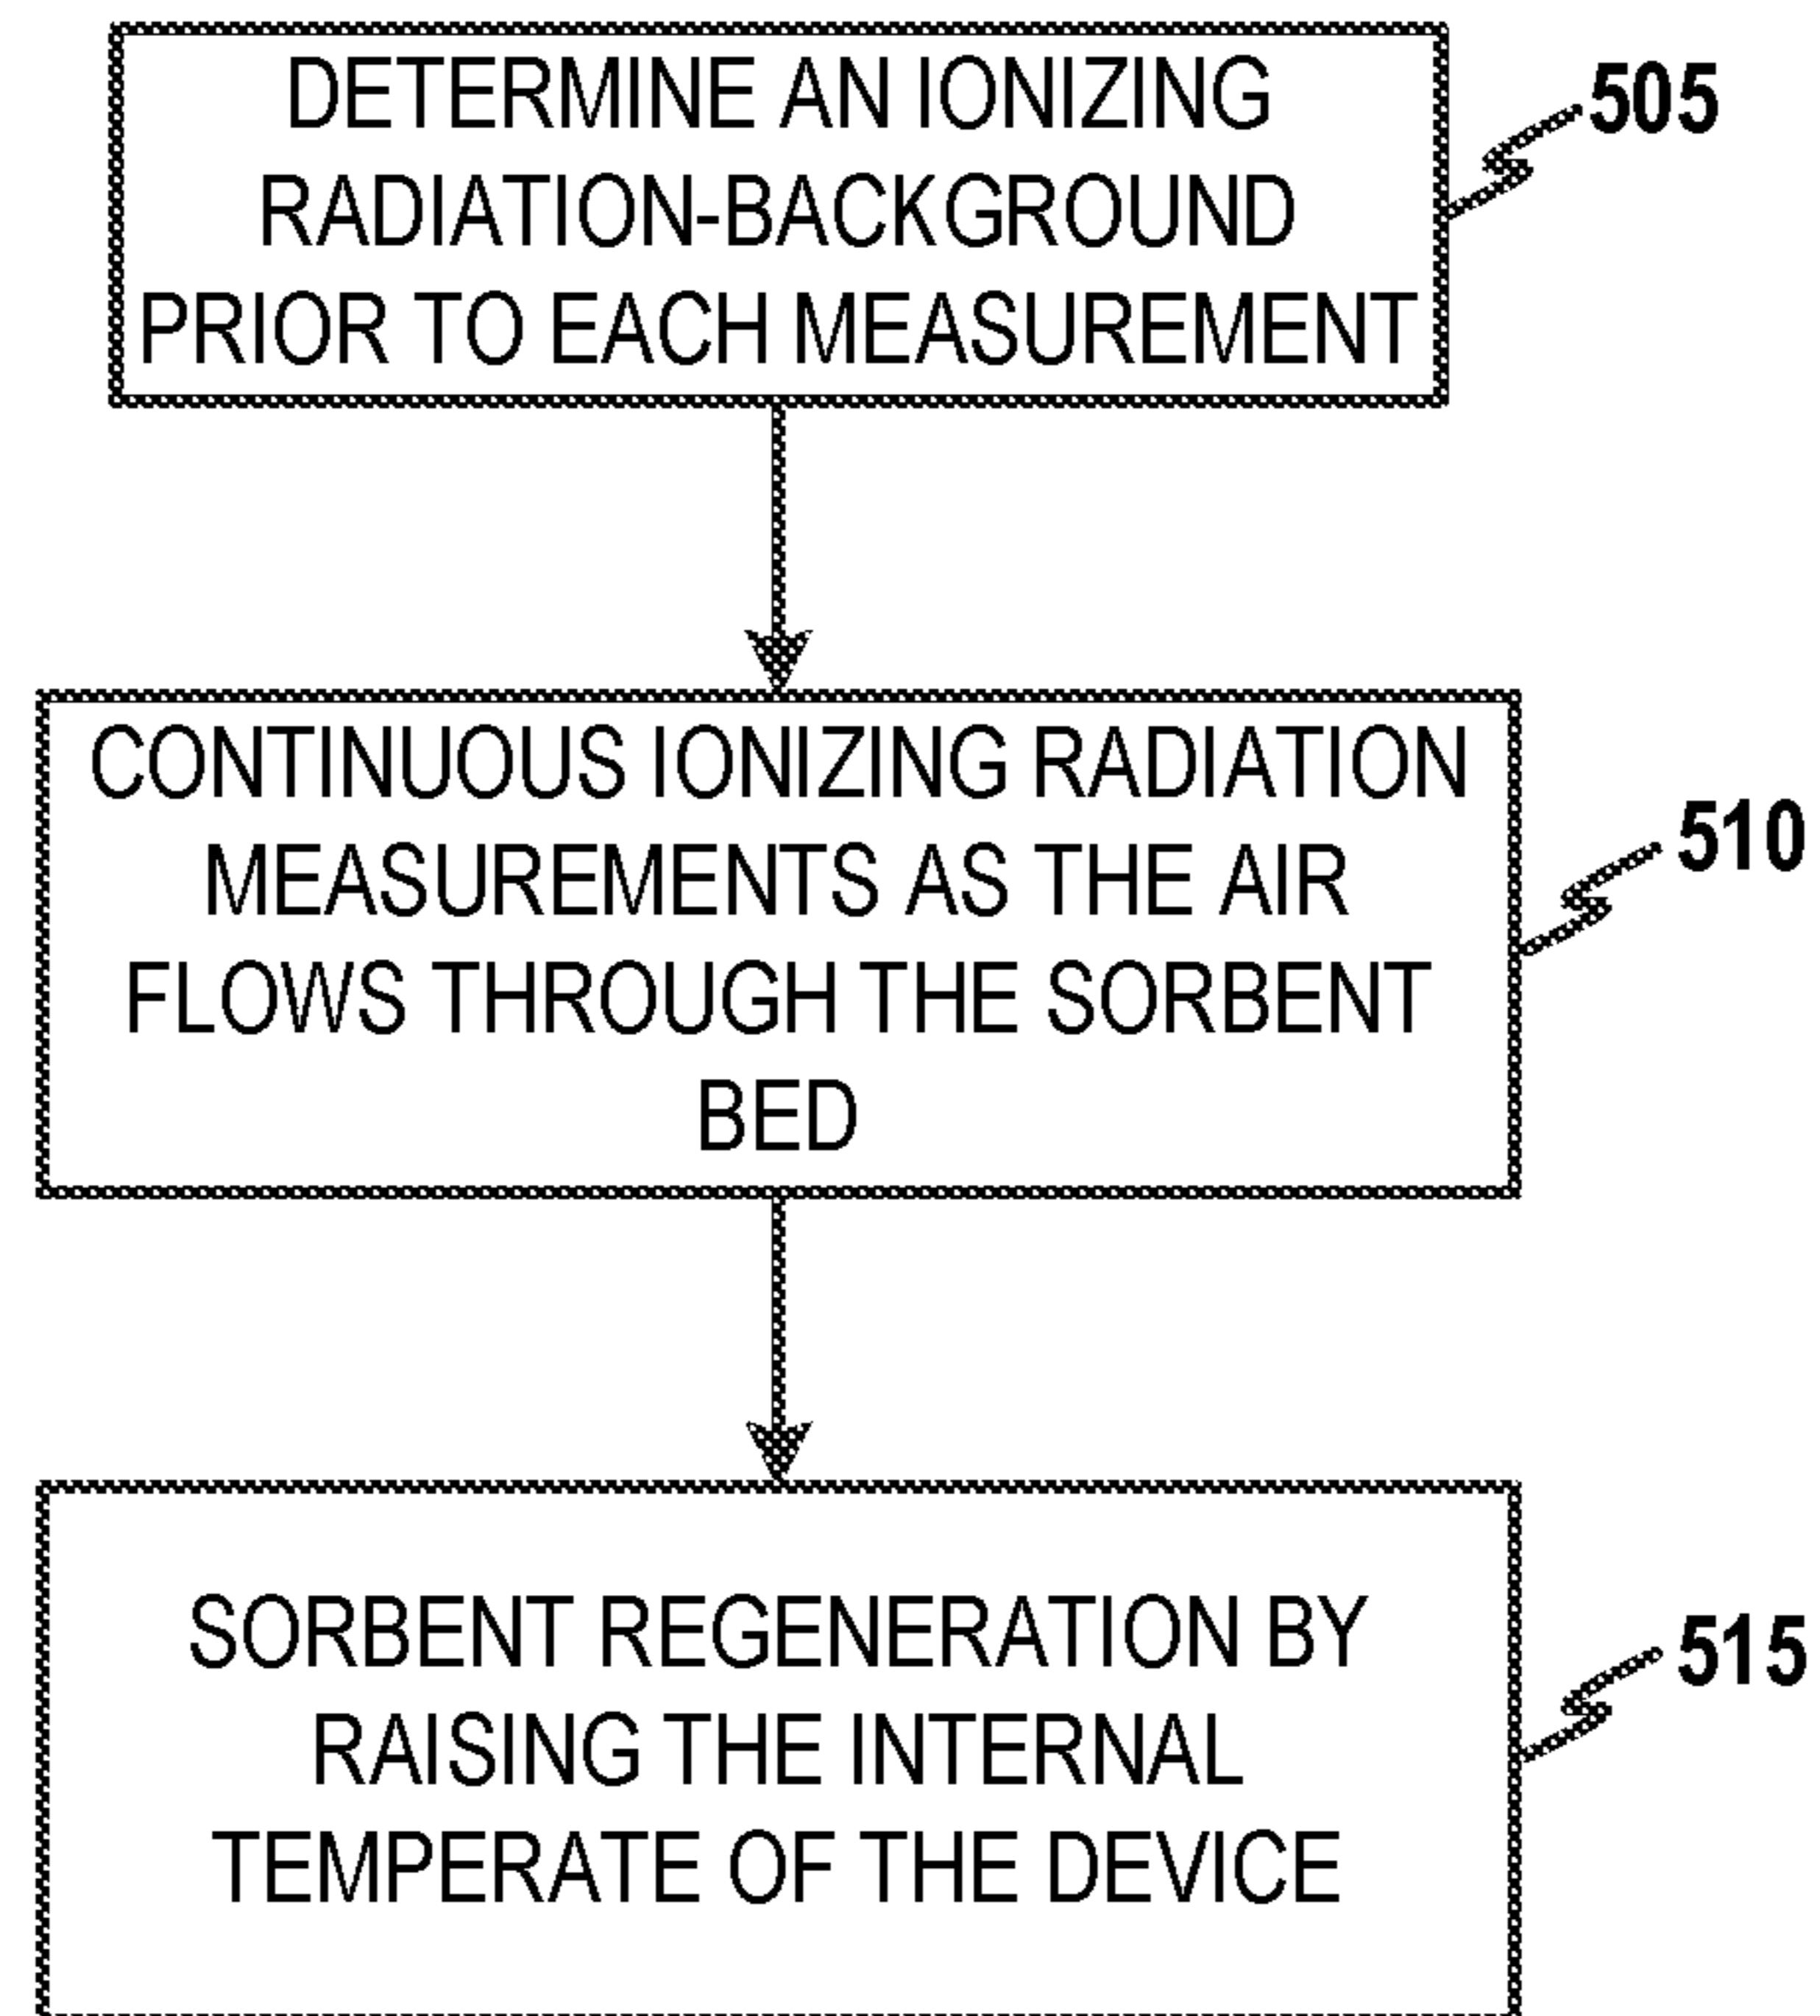 DETERMINE AN IONIZING
RADIATION-BACKGROUND
PRIOR TO EACH MEASUREMENT
505
CONTINUOUS IONIZING RADIATION
MEASUREMENTS AS THE AIR
FLOWS THROUGH THE SORBENT
BED
510
SORBENT REGENERATION BY
RAISING THE INTERNAL
TEMPERATE OF THE DEVICE
515